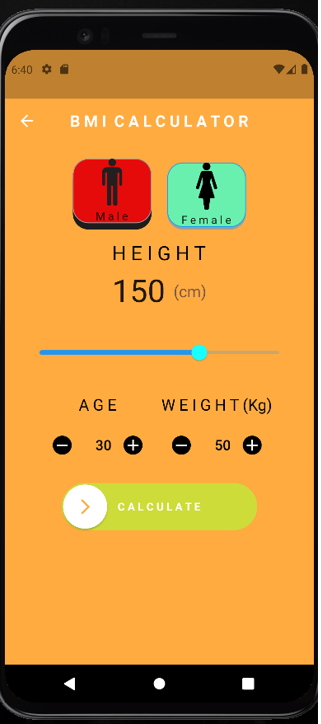 6:40
BMI CALCULATOR
Male Female
HEIGHT
150 (cm)
AGE WEIGHT(Kg)
30 50
CALCULATE